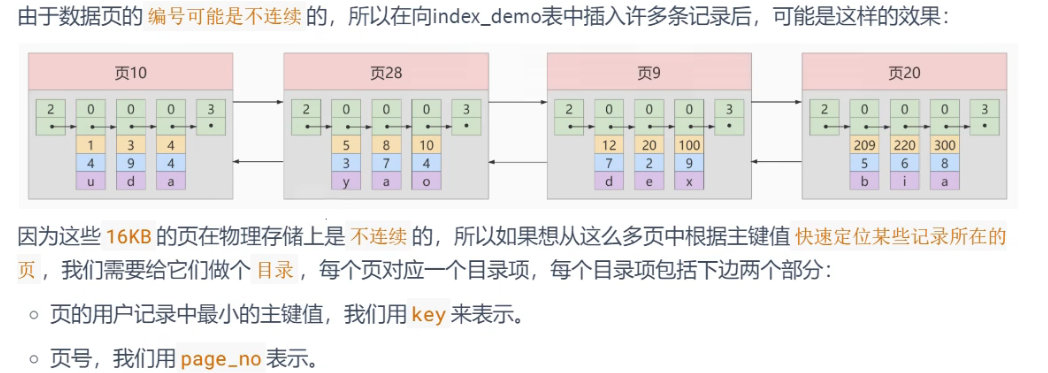 由于数据页的 编号可能是不连续 的，所以在向index_demo表中插入许多条记录后，可能是这样的效果：
页10 页28 页9 页20
2 0 0 0 3 2 0 0 0 3 2 0 0 0 3 2 0 0 0 3
1 3 4 5 8 10 12 20 100 209 220 300
4 9 4 3 7 4 7 2 9 5 6 8
u d a y a o d e x b i a
因为这些 16KB 的页在物理存储上是 不连续 的，所以如果想从这么多页中根据主键值 快速定位某些记录所在的
页 ，我们需要给它们做个 目录 ，每个页对应一个目录项，每个目录项包括下边两个部分：
页的用户记录中最小的主键值，我们用 key 来表示。
页号，我们用 page_no 表示。